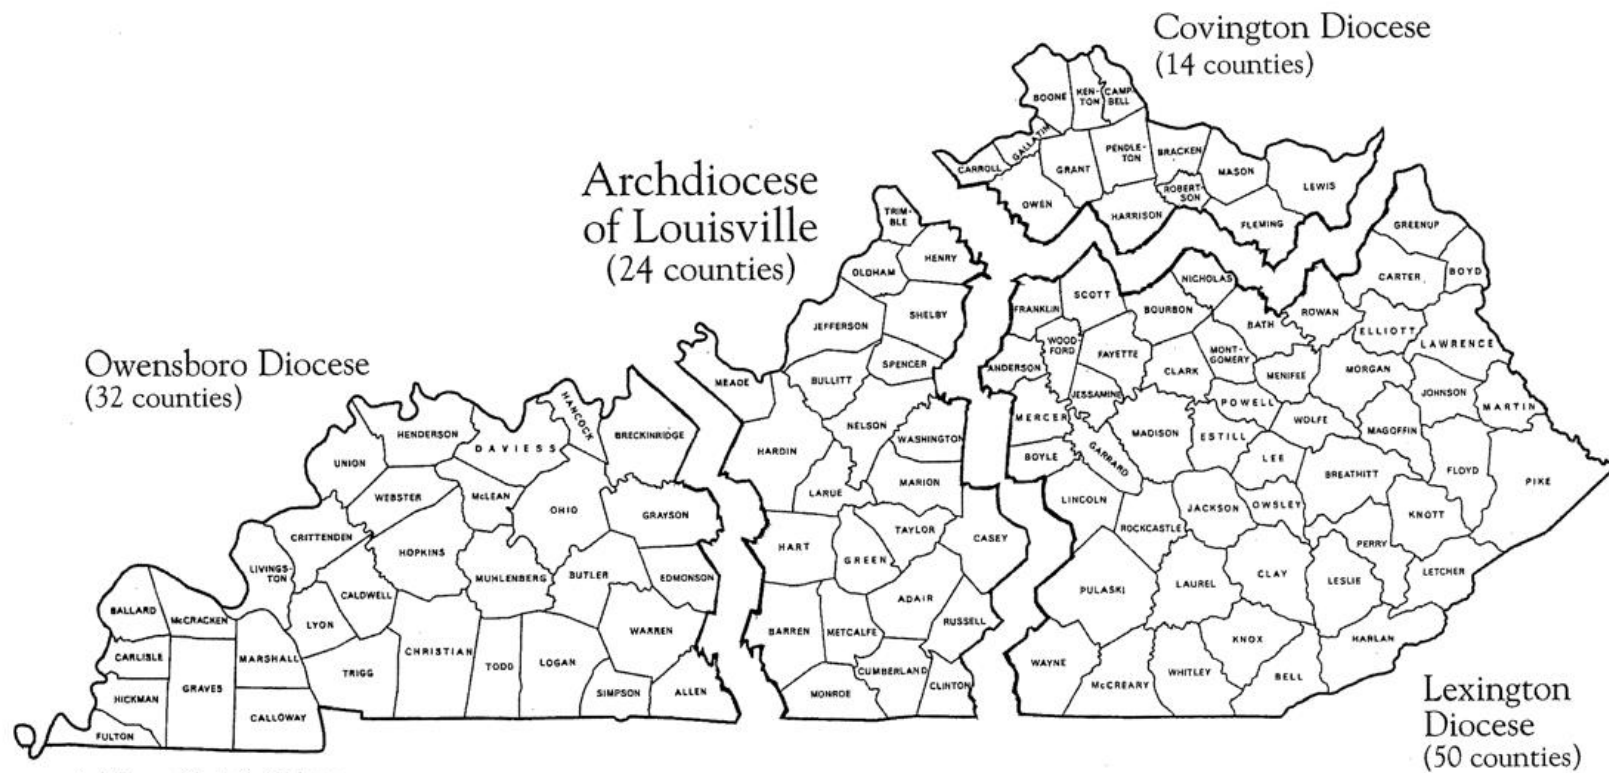 Covington Diocese
(14 counties)
BOONE
KEN-
TON
CAMP-
BELL
GALLATIN
CARROLL
GRANT
PENDLE-
TON
BRACKEN
MASON
LEWIS
OWEN
ROBERT-
SON
HARRISON
FLEMING
Archdiocese
of Louisville
(24 counties)
TRIM-
BLE
HENRY
OLDHAM
SHELBY
JEFFERSON
SPENCER
MEADE
BULLITT
NELSON
WASHINGTON
HARDIN
LARUE
MARION
TAYLOR
HART
GREEN
CASEY
ADAIR
BARREN
METCALFE
RUSSELL
CUMBERLAND
MONROE
CLINTON
Owensboro Diocese
(32 counties)
HANCOCK
HENDERSON
DAVIESS
BRECKINRIDGE
UNION
WEBSTER
McLEAN
OHIO
GRAYSON
CRITTENDEN
HOPKINS
LIVINGS-
TON
MUHLENBERG
BUTLER
EDMONSON
CALDWELL
BALLARD
McCRACKEN
LYON
WARREN
CARLISLE
MARSHALL
CHRISTIAN
TODD
LOGAN
TRIGG
HICKMAN
GRAVES
SIMPSON
ALLEN
CALLOWAY
FULTON
GREENUP
CARTER
BOYD
NICHOLAS
SCOTT
FRANKLIN
BOURBON
BATH
ROWAN
ELLIOTT
LAWRENCE
WOOD-
FORD
FAYETTE
MONT-
GOMERY
ANDERSON
CLARK
MENIFEE
MORGAN
JESSAMINE
POWELL
JOHNSON
MARTIN
MERCER
MADISON
ESTILL
WOLFE
MAGOFFIN
BOYLE
GARRARD
LEE
BREATHITT
FLOYD
PIKE
LINCOLN
JACKSON
OWSLEY
KNOTT
ROCKCASTLE
PERRY
PULASKI
LAUREL
CLAY
LESLIE
LETCHER
KNOX
HARLAN
WAYNE
McCREARY
WHITLEY
BELL
Lexington
Diocese
(50 counties)